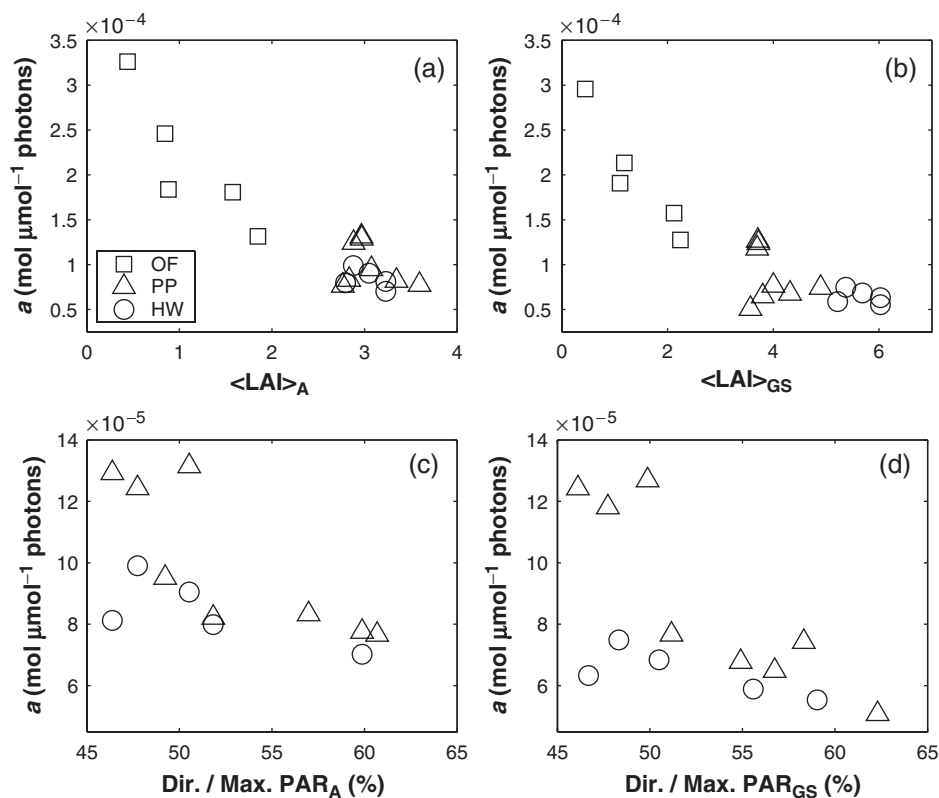 ×10⁻⁴ ×10⁻⁴
3.5 3.5
(a) (b)
3 3
2.5 2.5
2 2
1.5 1.5
1 1
0.5 0.5
a (mol μmol⁻¹ photons) a (mol μmol⁻¹ photons)
OF
PP
HW
0 1 2 3 4 0 2 4 6
<LAI>A <LAI>GS
×10⁻⁵ ×10⁻⁵
14 14
(c) (d)
12 12
10 10
8 8
6 6
a (mol μmol⁻¹ photons) a (mol μmol⁻¹ photons)
45 50 55 60 65 45 50 55 60 65
Dir. / Max. PARA (%) Dir. / Max. PARGS (%)